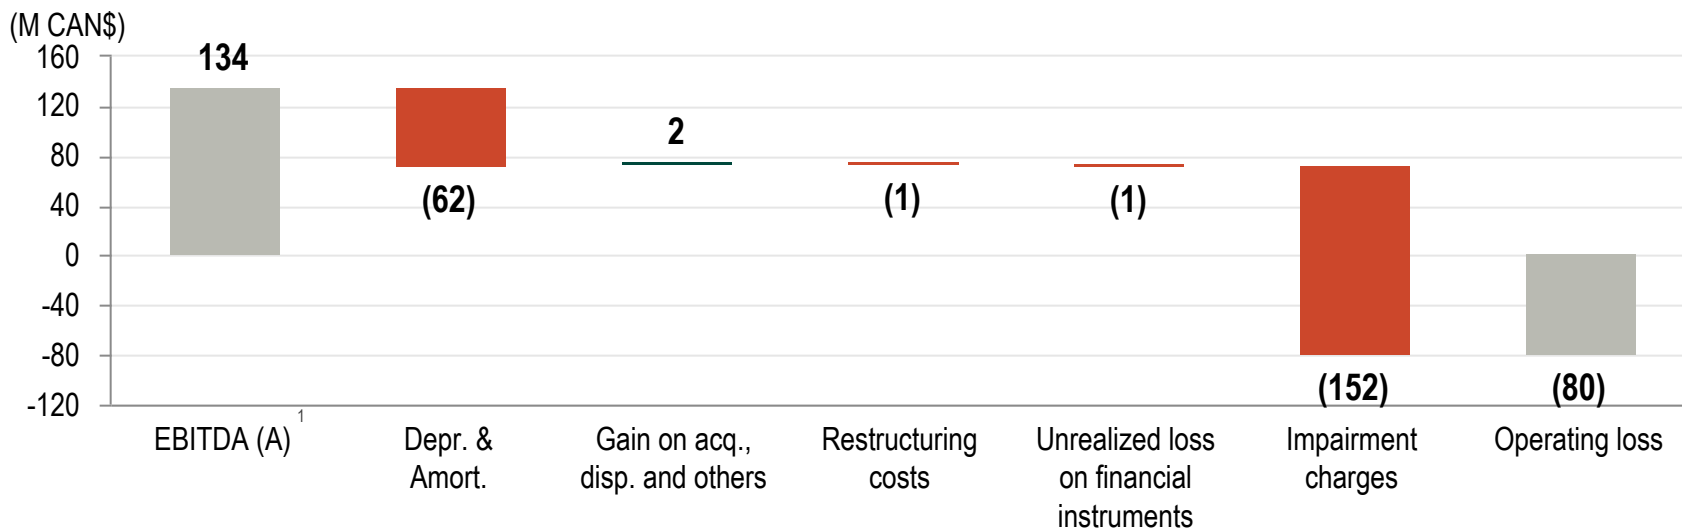 (M CAN$)
160
120
80
40
0
-40
-80
-120
134
(62)
2
(1)
(1)
(152)
(80)
EBITDA (A) 1
Depr. &
Amort.
Gain on acq.,
disp. and others
Restructuring
costs
Unrealized loss
on financial
instruments
Impairment
charges
Operating loss